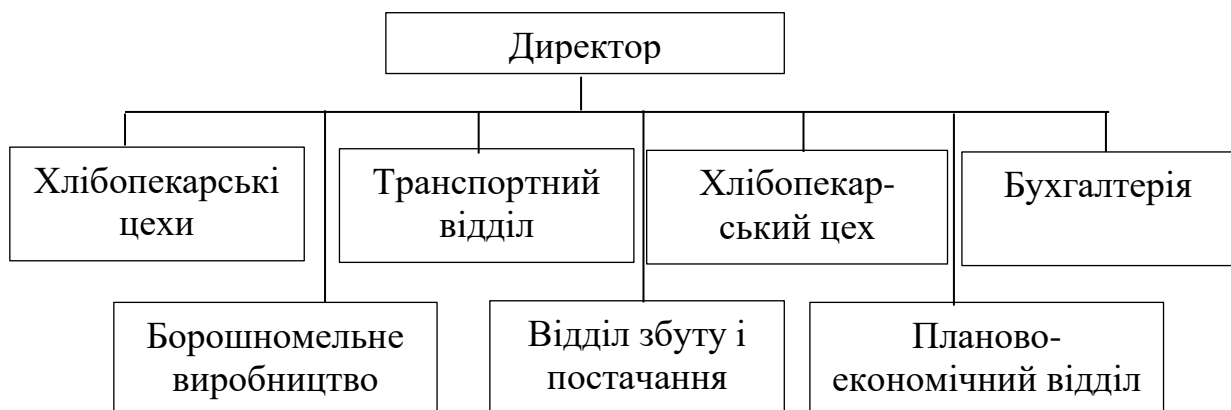 Директор
Хлібопекарські
цехи
Транспортний
відділ
Хлібопекар-
ський цех
Бухгалтерія
Борошномельне
виробництво
Відділ збуту і
постачання
Планово-
економічний відділ